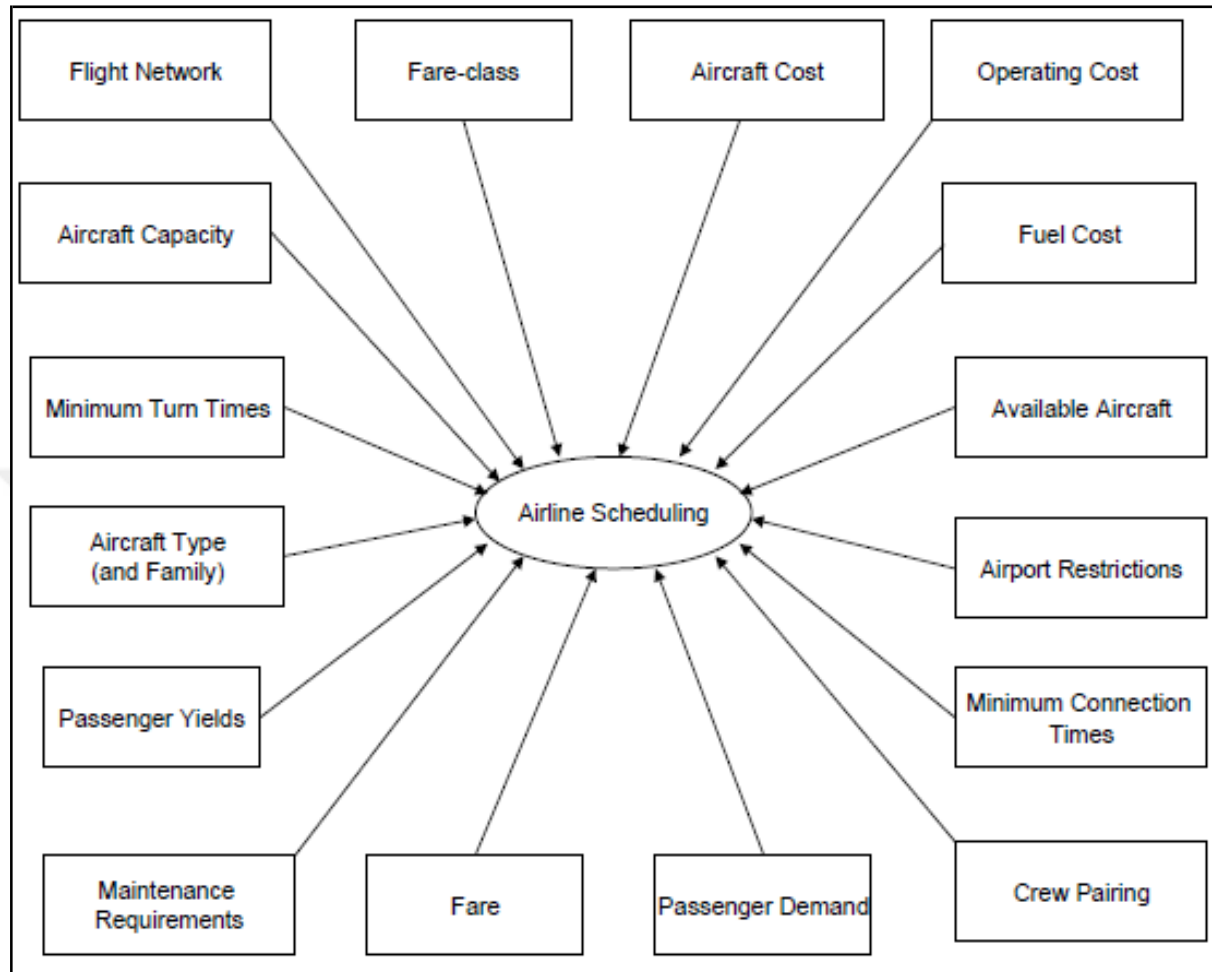 Flight Network
Fare-class
Aircraft Cost
Operating Cost
Aircraft Capacity
Fuel Cost
Minimum Turn Times
Available Aircraft
Airline Scheduling
Aircraft Type
(and Family)
Airport Restrictions
Passenger Yields
Minimum Connection
Times
Maintenance
Requirements
Fare
Passenger Demand
Crew Pairing